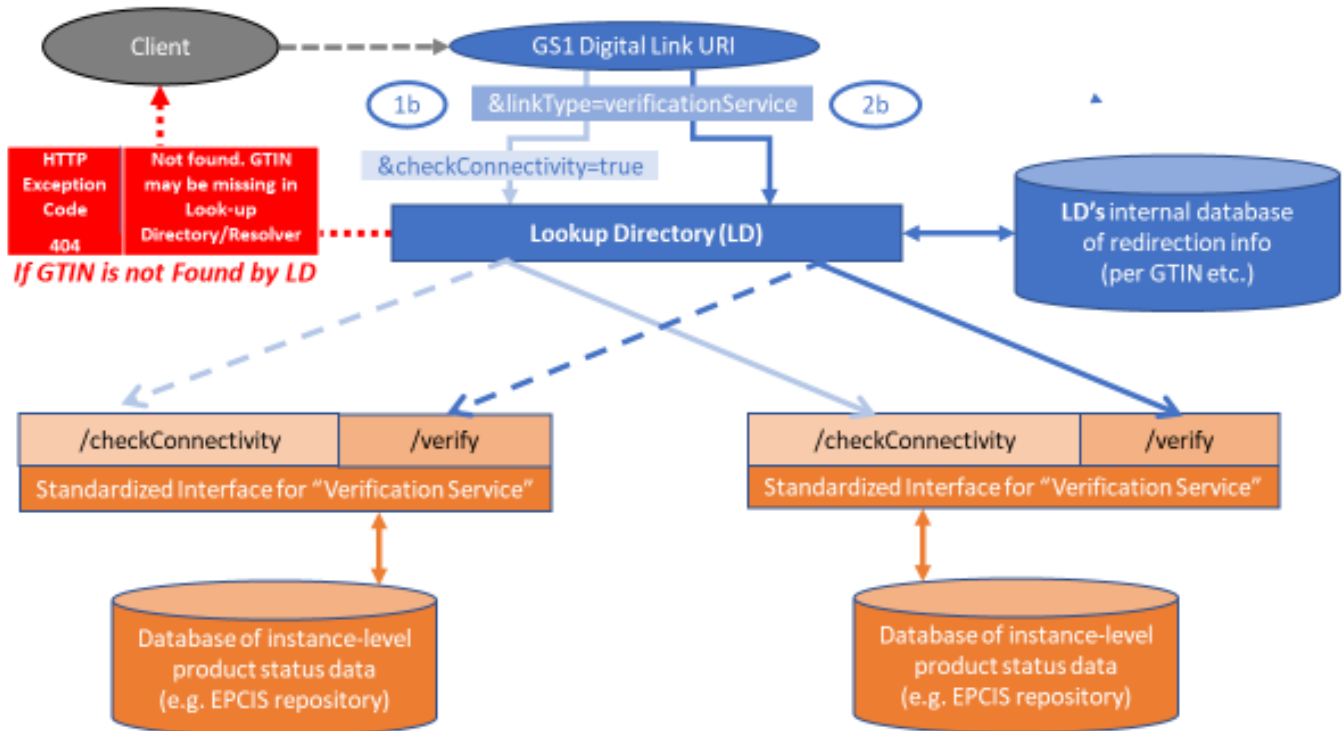 Client
GS1 Digital Link URI
1b
&linkType=verificationService
2b
&checkConnectivity=true
HTTP
Exception
Code
404
Not found. GTIN
may be missing in
Look-up
Directory/Resolver
If GTIN is not Found by LD
Lookup Directory (LD)
LD's internal database
of redirection info
(per GTIN etc.)
/checkConnectivity
/verify
Standardized Interface for “Verification Service”
/checkConnectivity
/verify
Standardized Interface for “Verification Service”
Database of instance-level
product status data
(e.g. EPCIS repository)
Database of instance-level
product status data
(e.g. EPCIS repository)